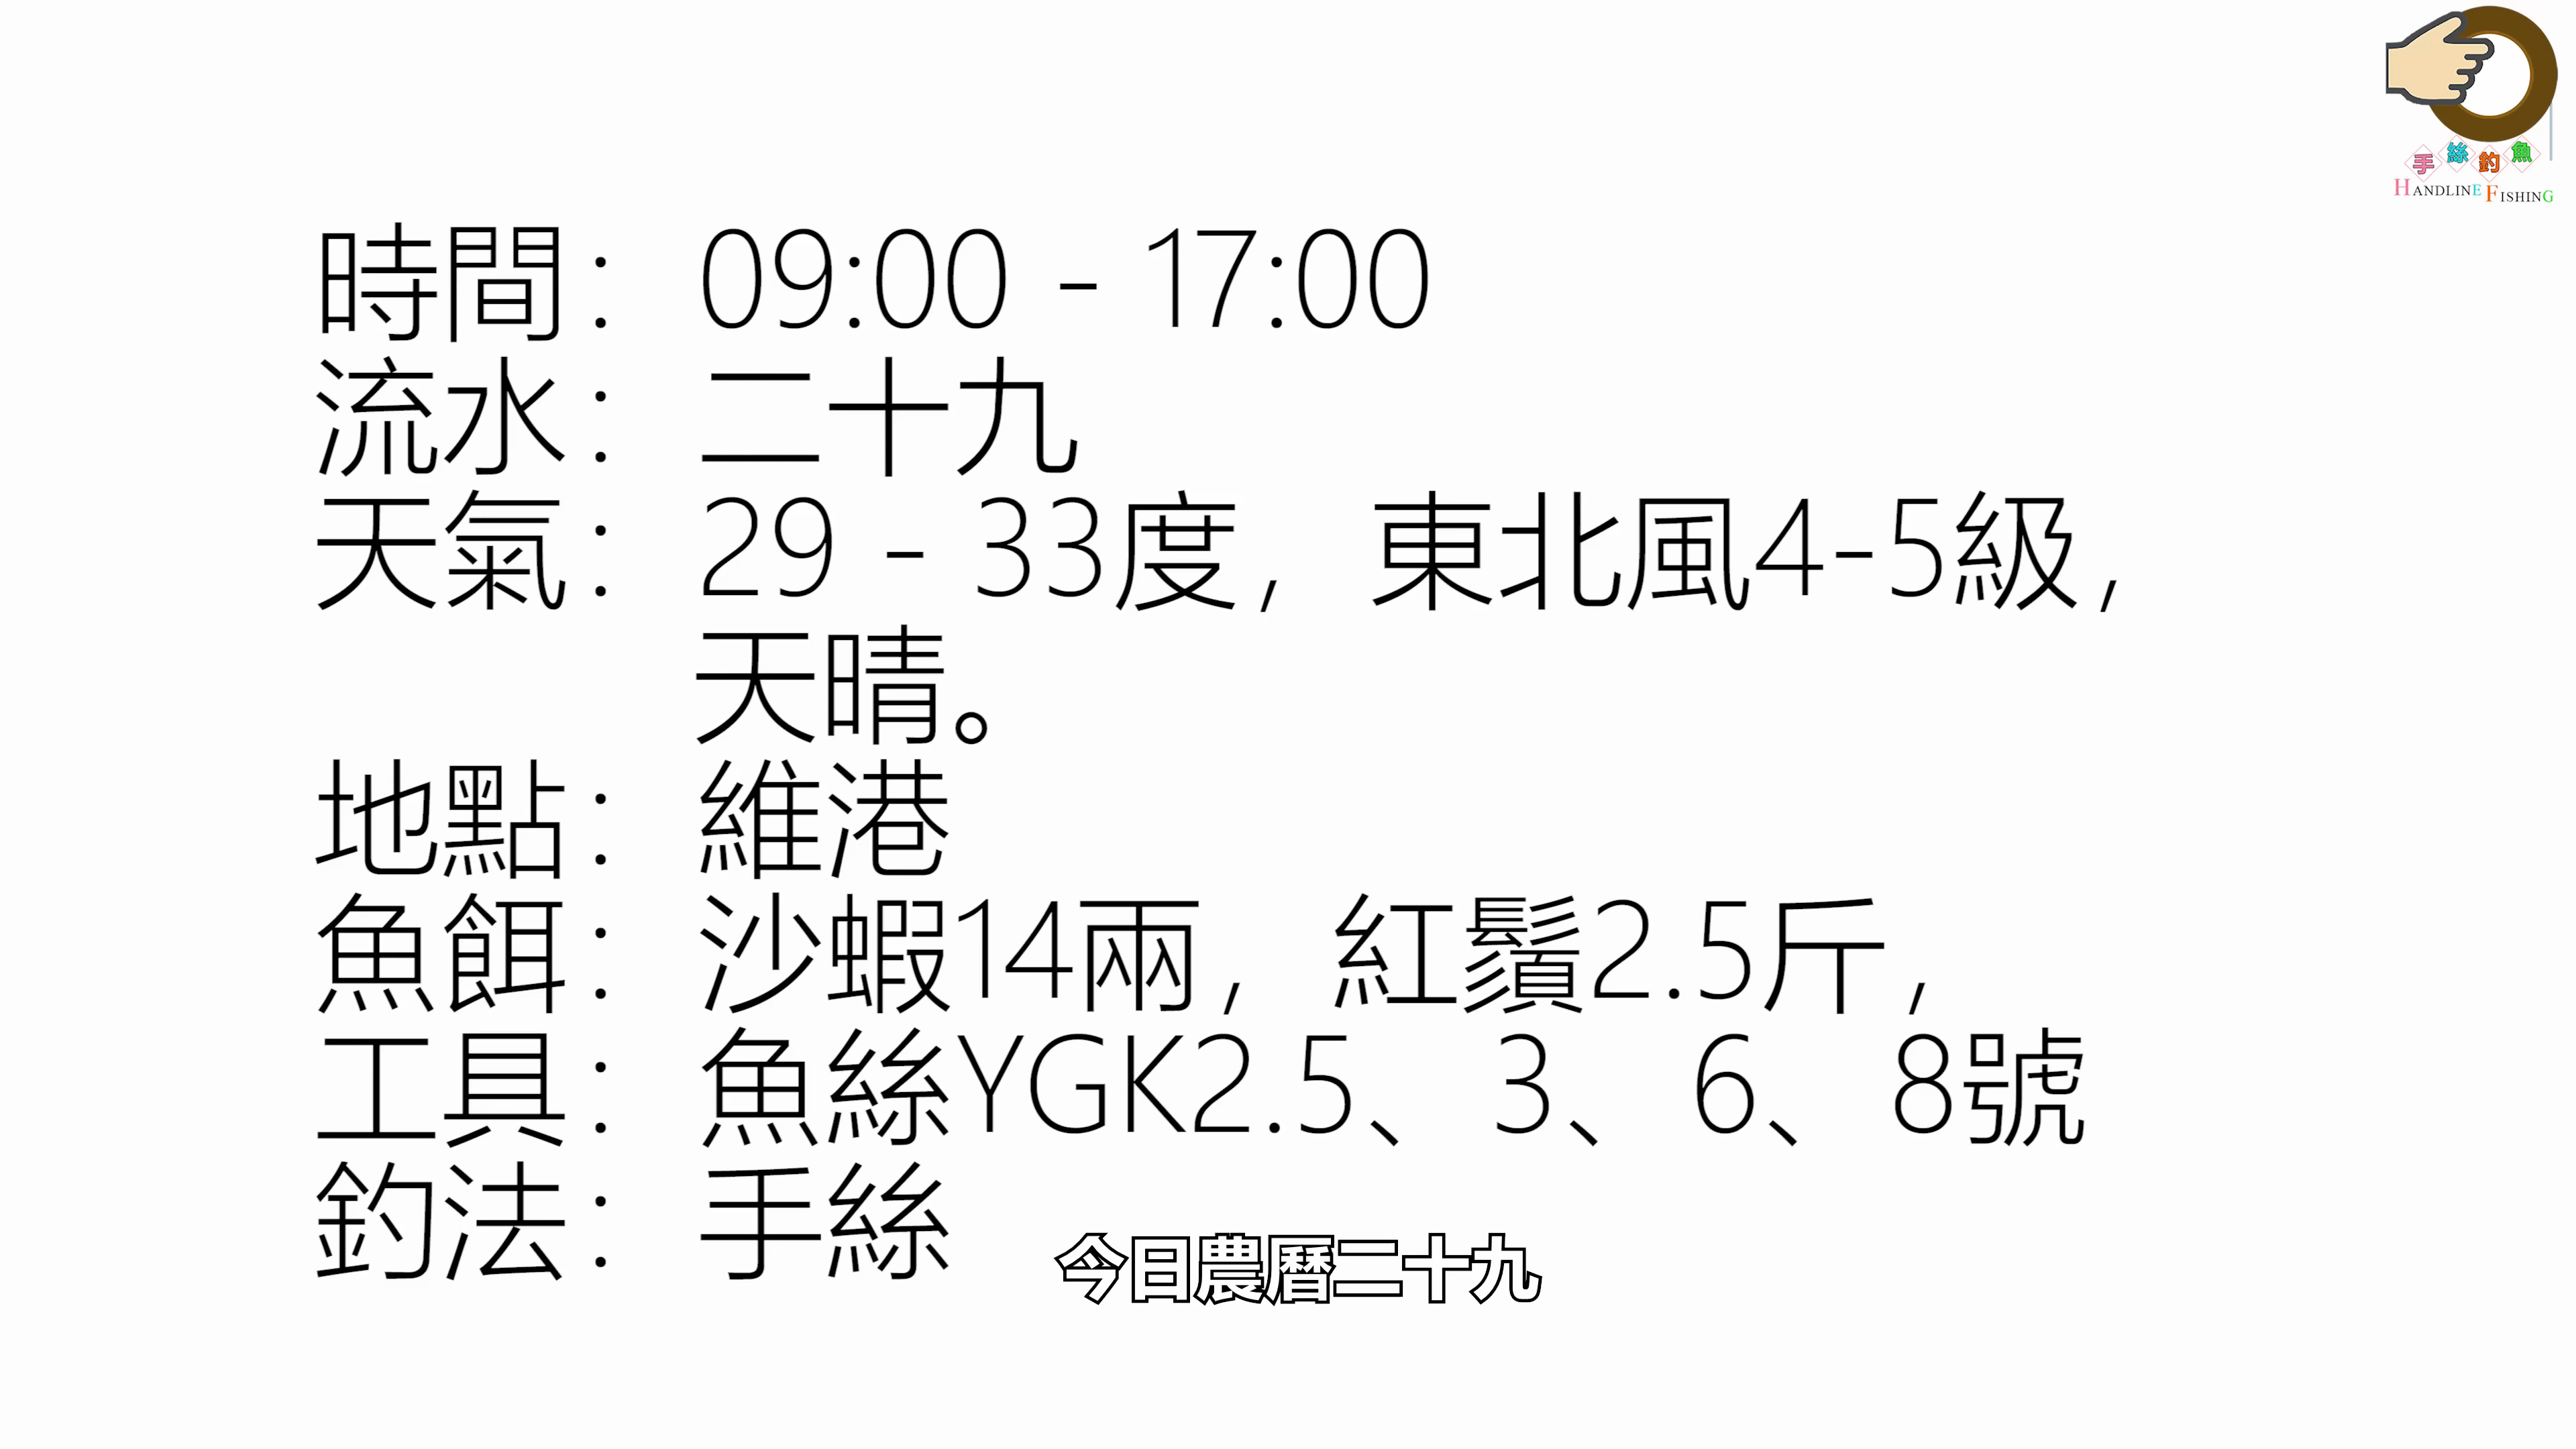 手絲釣魚
HANDLINE FISHING
時間： 09:00 - 17:00
流水： 二十九
天氣： 29 - 33度，東北風4-5級，
天晴。
地點： 維港
魚餌： 沙蝦14兩，紅鬚2.5斤，
工具： 魚絲YGK2.5、3、6、8號
釣法： 手絲
今日農曆二十九